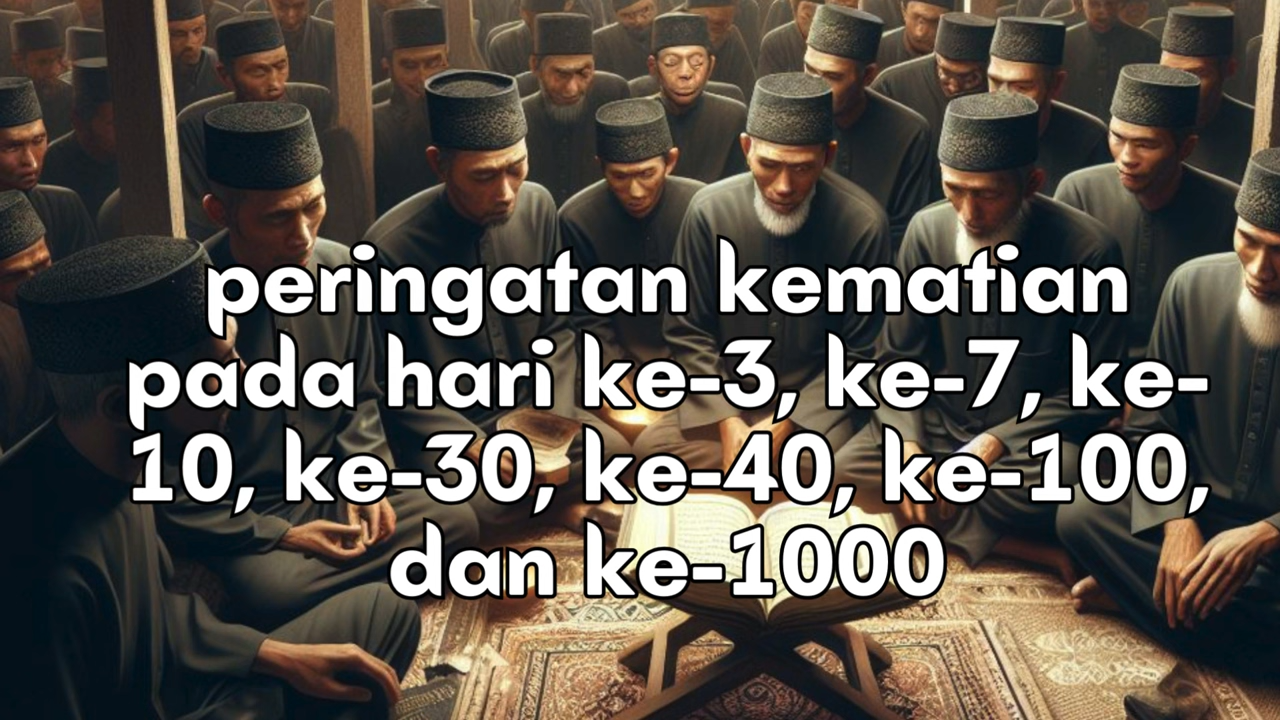 peringatan kematian
pada hari ke-3, ke-7, ke-
10, ke-30, ke-40, ke-100,
dan ke-1000